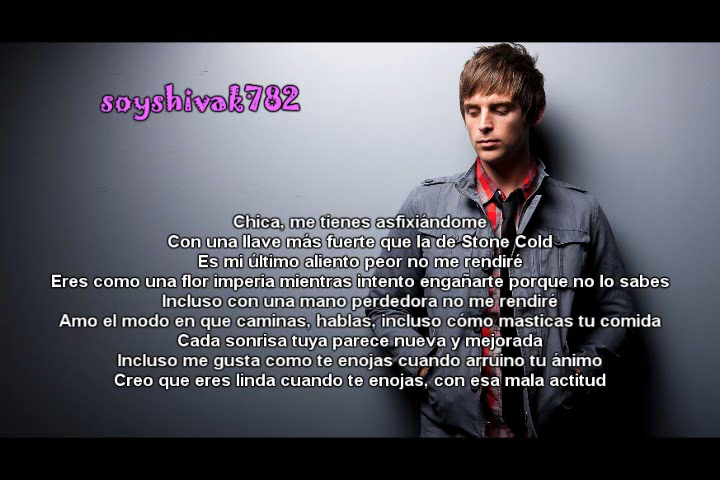 soyshivak782
Chica, me tienes asfixiándome
Con una llave más fuerte que la de Stone Cold
Es mi último aliento peor no me rendiré
Eres como una flor imperia mientras intento engañarte porque no lo sabes
Incluso con una mano perdedora no me rendiré
Amo el modo en que caminas, hablas, incluso cómo masticas tu comida
Cada sonrisa tuya parece nueva y mejorada
Incluso me gusta como te enojas cuando arruino tu ánimo
Creo que eres linda cuando te enojas, con esa mala actitud